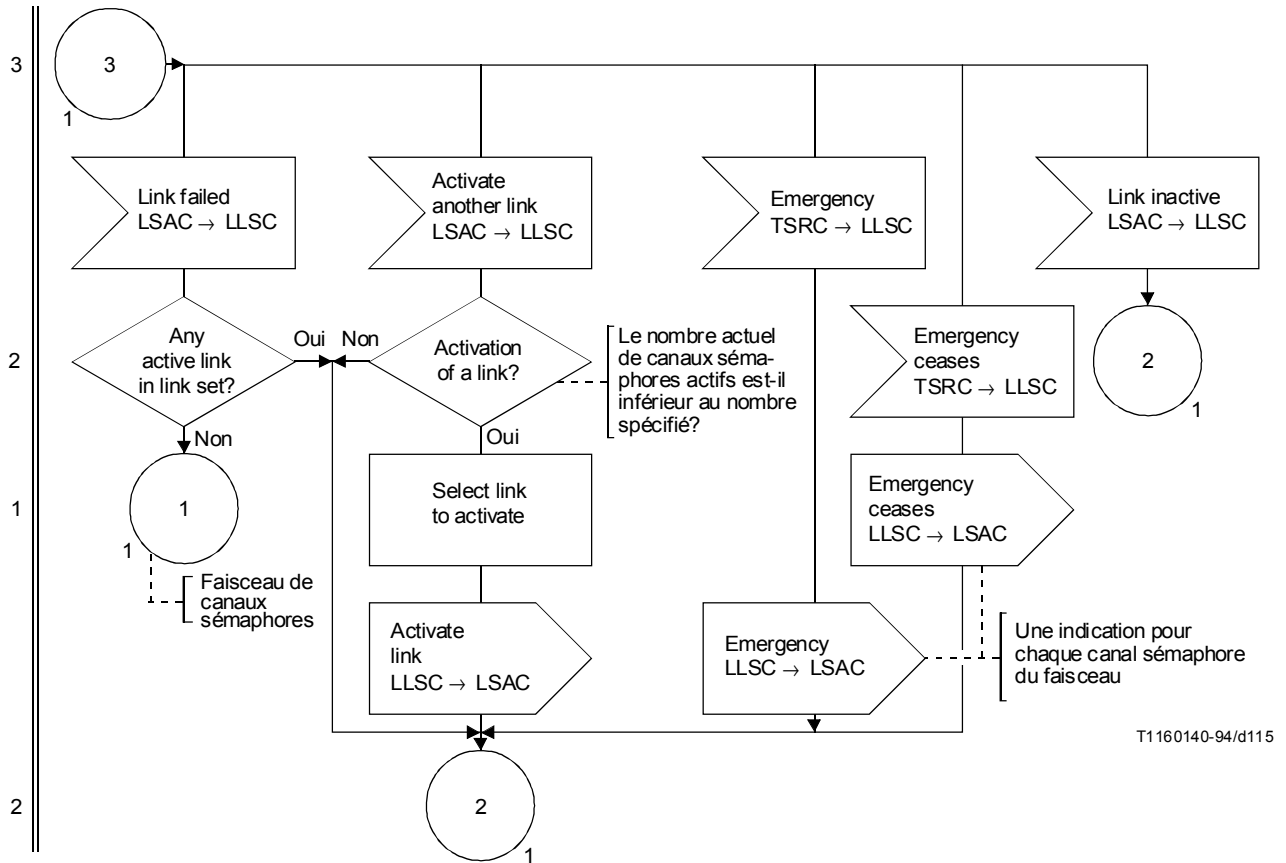 3
3
1
Link failed
LSAC → LLSC
Activate
another link
LSAC → LLSC
Emergency
TSRC → LLSC
Link inactive
LSAC → LLSC
2
Any
active link
in link set?
Oui
Non
Activation
of a link?
Le nombre actuel
de canaux séma-
phores actifs est-il
inférieur au nombre
spécifié?
Emergency
ceases
TSRC → LLSC
2
1
Non
Oui
1
1
1
Select link
to activate
Emergency
ceases
LLSC → LSAC
Faisceau de
canaux
sémaphores
Activate
link
LLSC → LSAC
Emergency
LLSC → LSAC
Une indication pour
chaque canal sémaphore
du faisceau
T1160140-94/d115
2
2
1